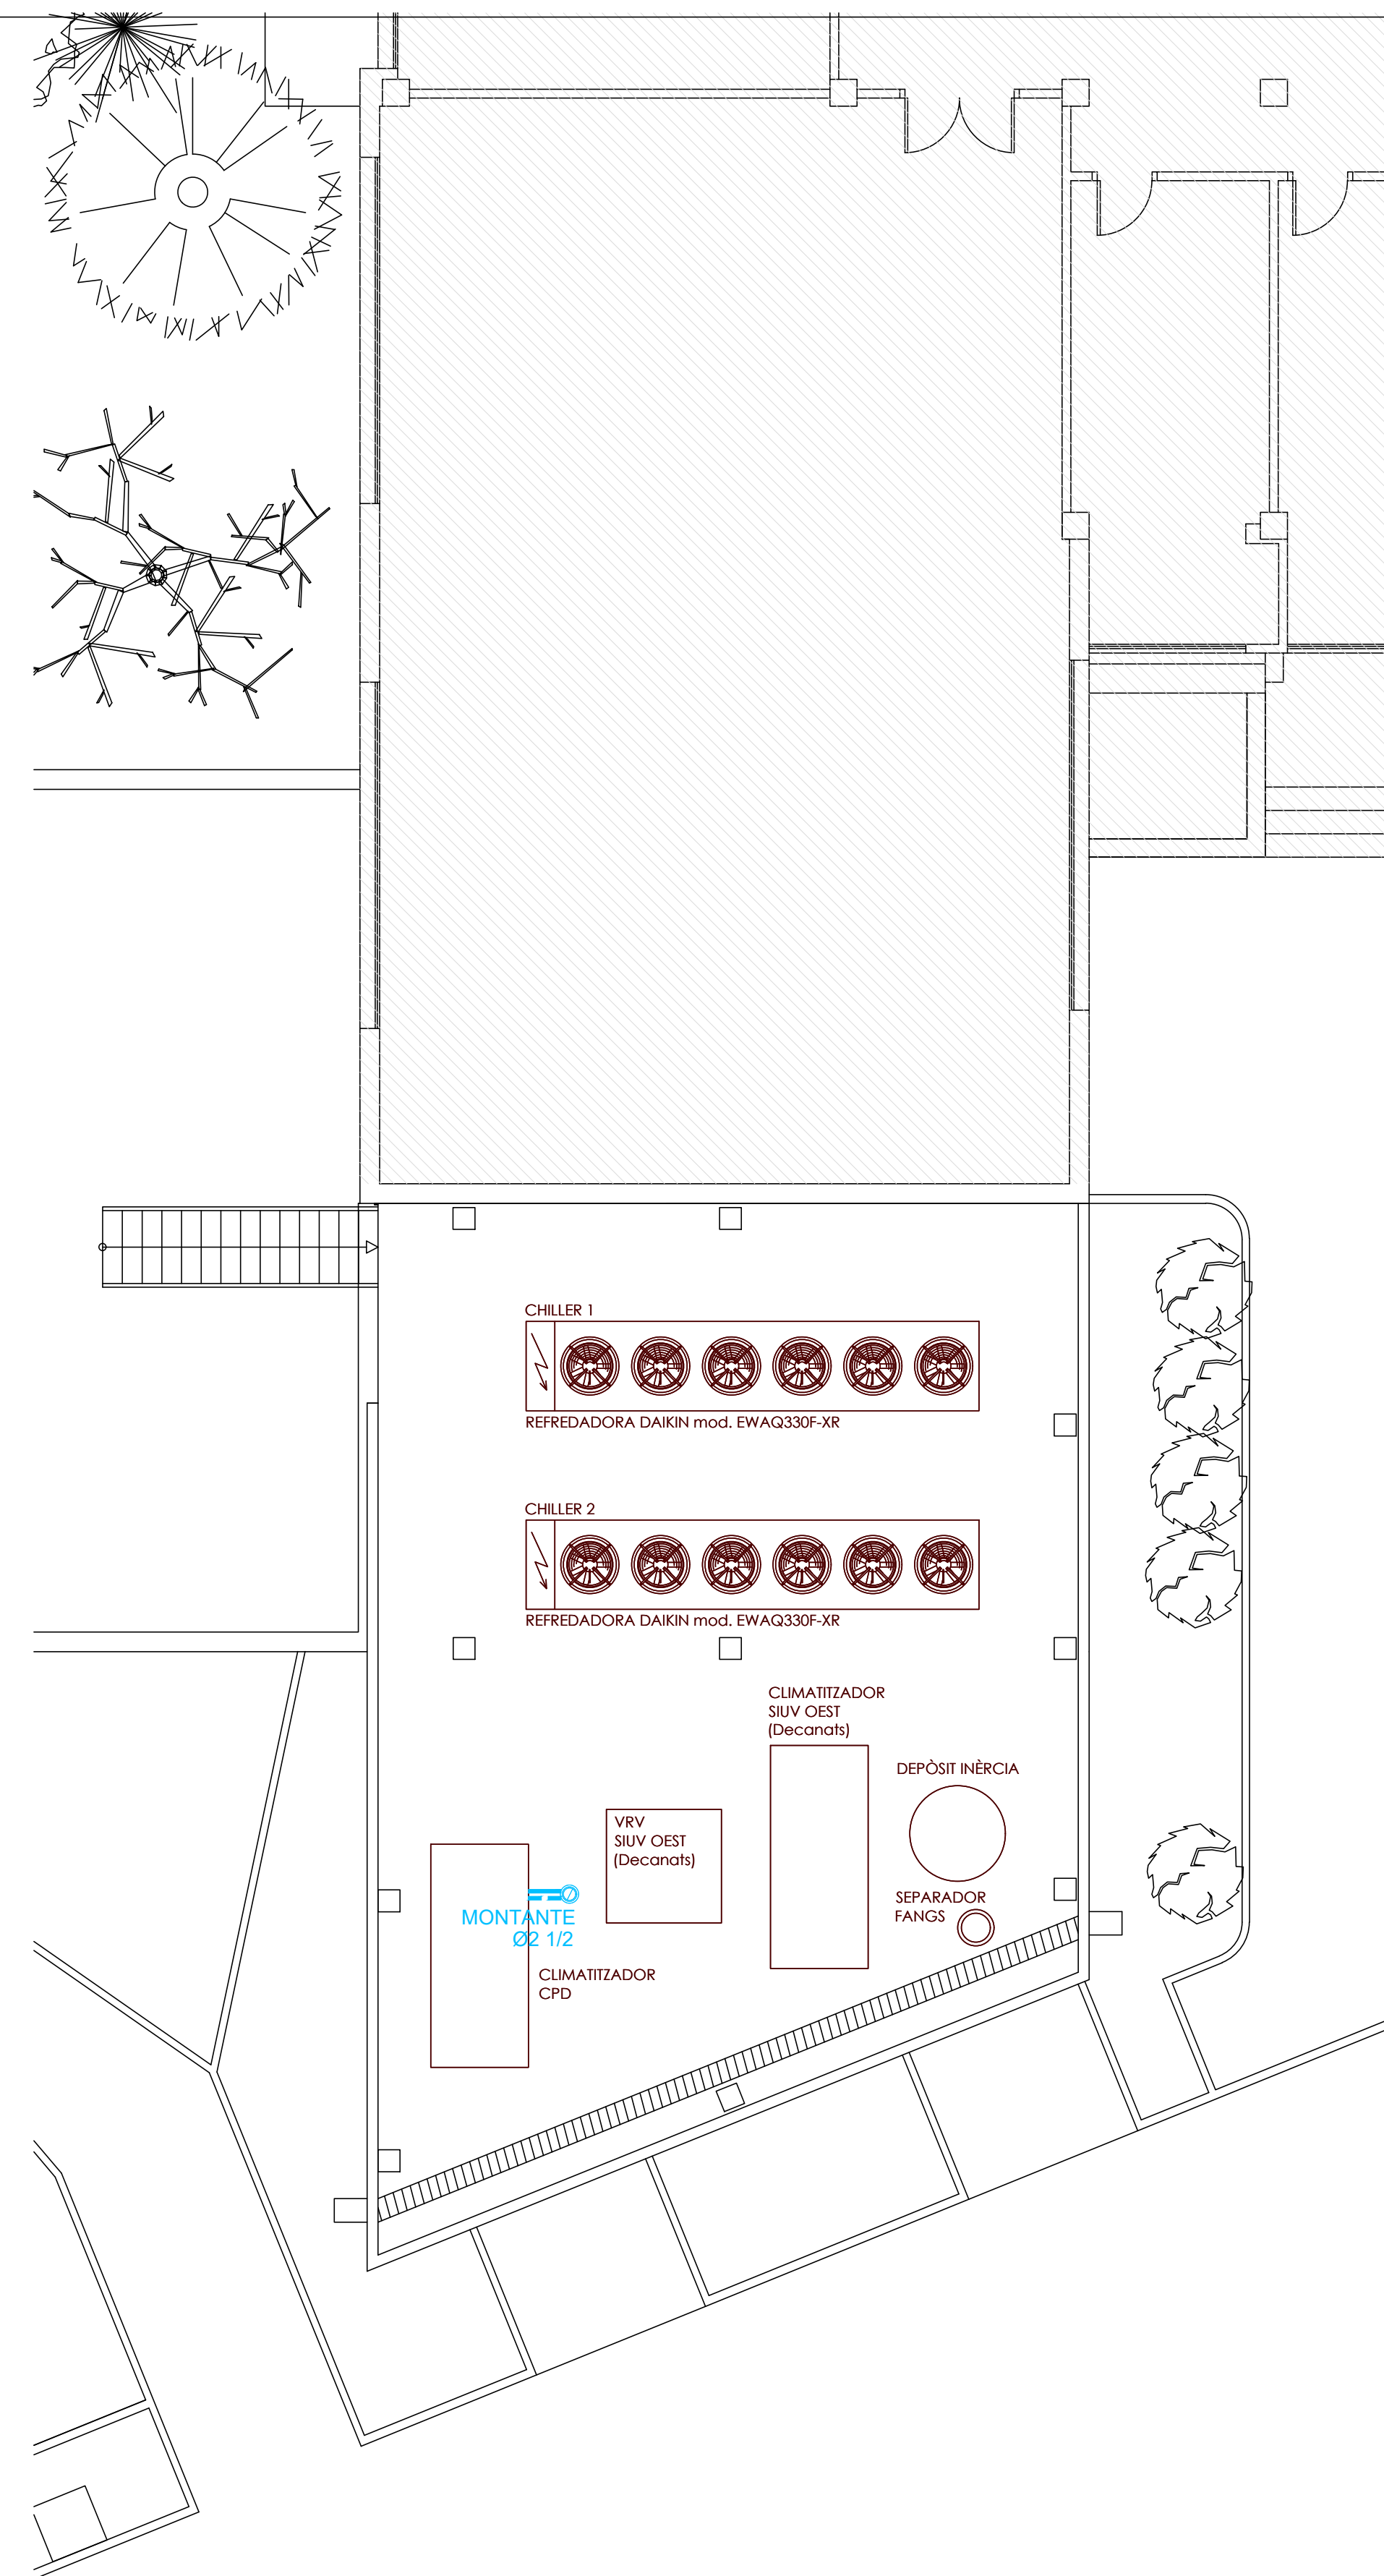 CHILLER 1
REFREDADORA DAIKIN mod. EWAQ330F-XR
CHILLER 2
REFREDADORA DAIKIN mod. EWAQ330F-XR
CLIMATITZADOR
SIUV OEST
(Decanats)
DEPÒSIT INÈRCIA
VRV
SIUV OEST
(Decanats)
SEPARADOR
FANGS
MONTANTE
Ø2 1/2
CLIMATITZADOR
CPD